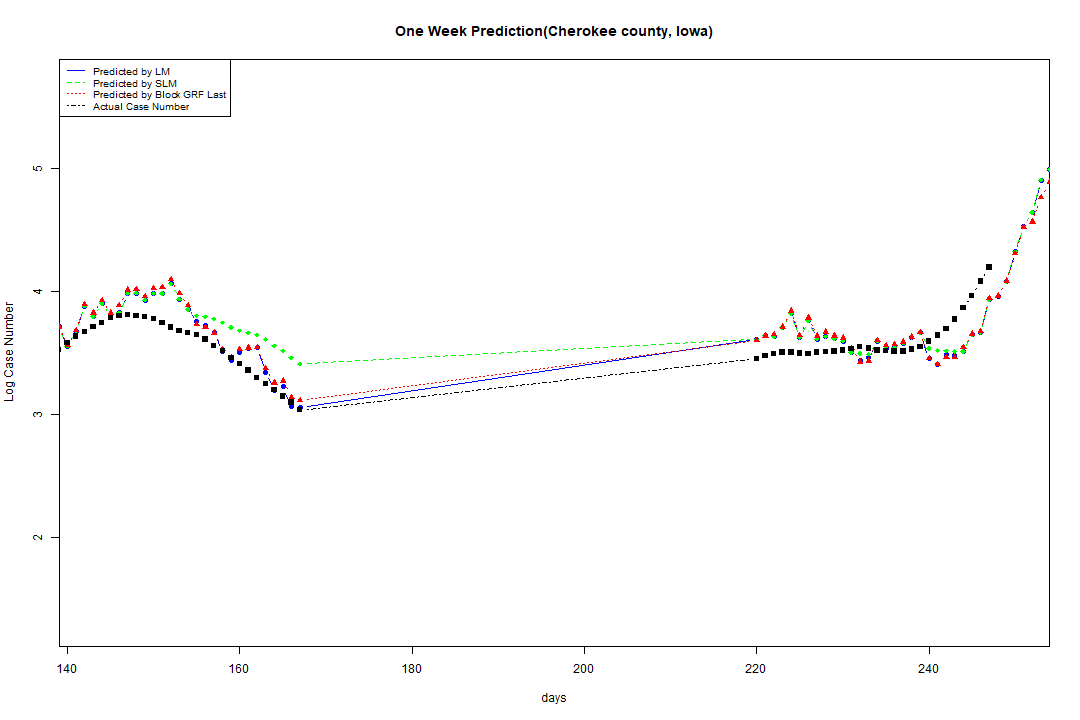 One Week Prediction(Cherokee county, Iowa)
Predicted by LM
Predicted by SLM
Predicted by Block GRF Last
Actual Case Number
Log Case Number
5
4
3
2
140 160 180 200 220 240
days